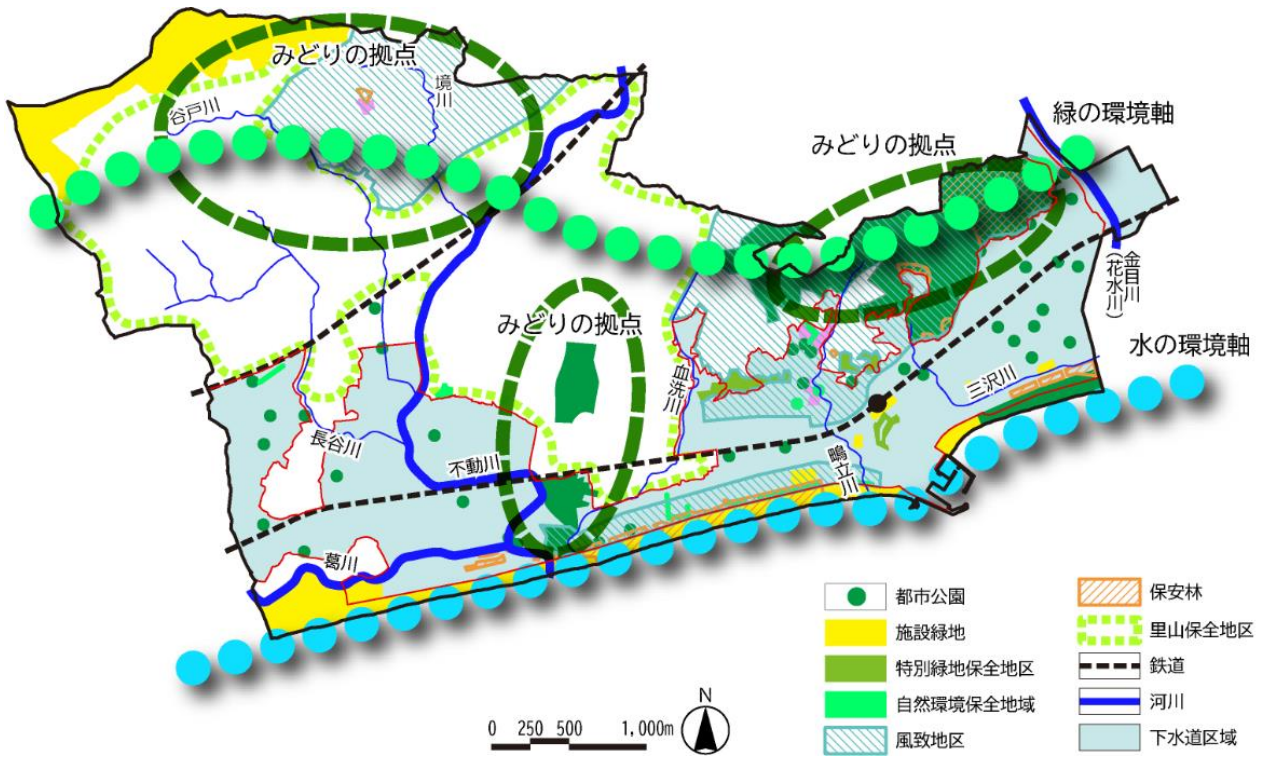 みどりの拠点
境川
谷戸川
緑の環境軸
みどりの拠点
金目川
(花水川)
みどりの拠点
水の環境軸
血洗川
三沢川
長谷川
不動川
鴫立川
葛川
都市公園
施設緑地
特別緑地保全地区
自然環境保全地域
風致地区
保安林
里山保全地区
鉄道
河川
下水道区域
N
0 250 500 1,000m